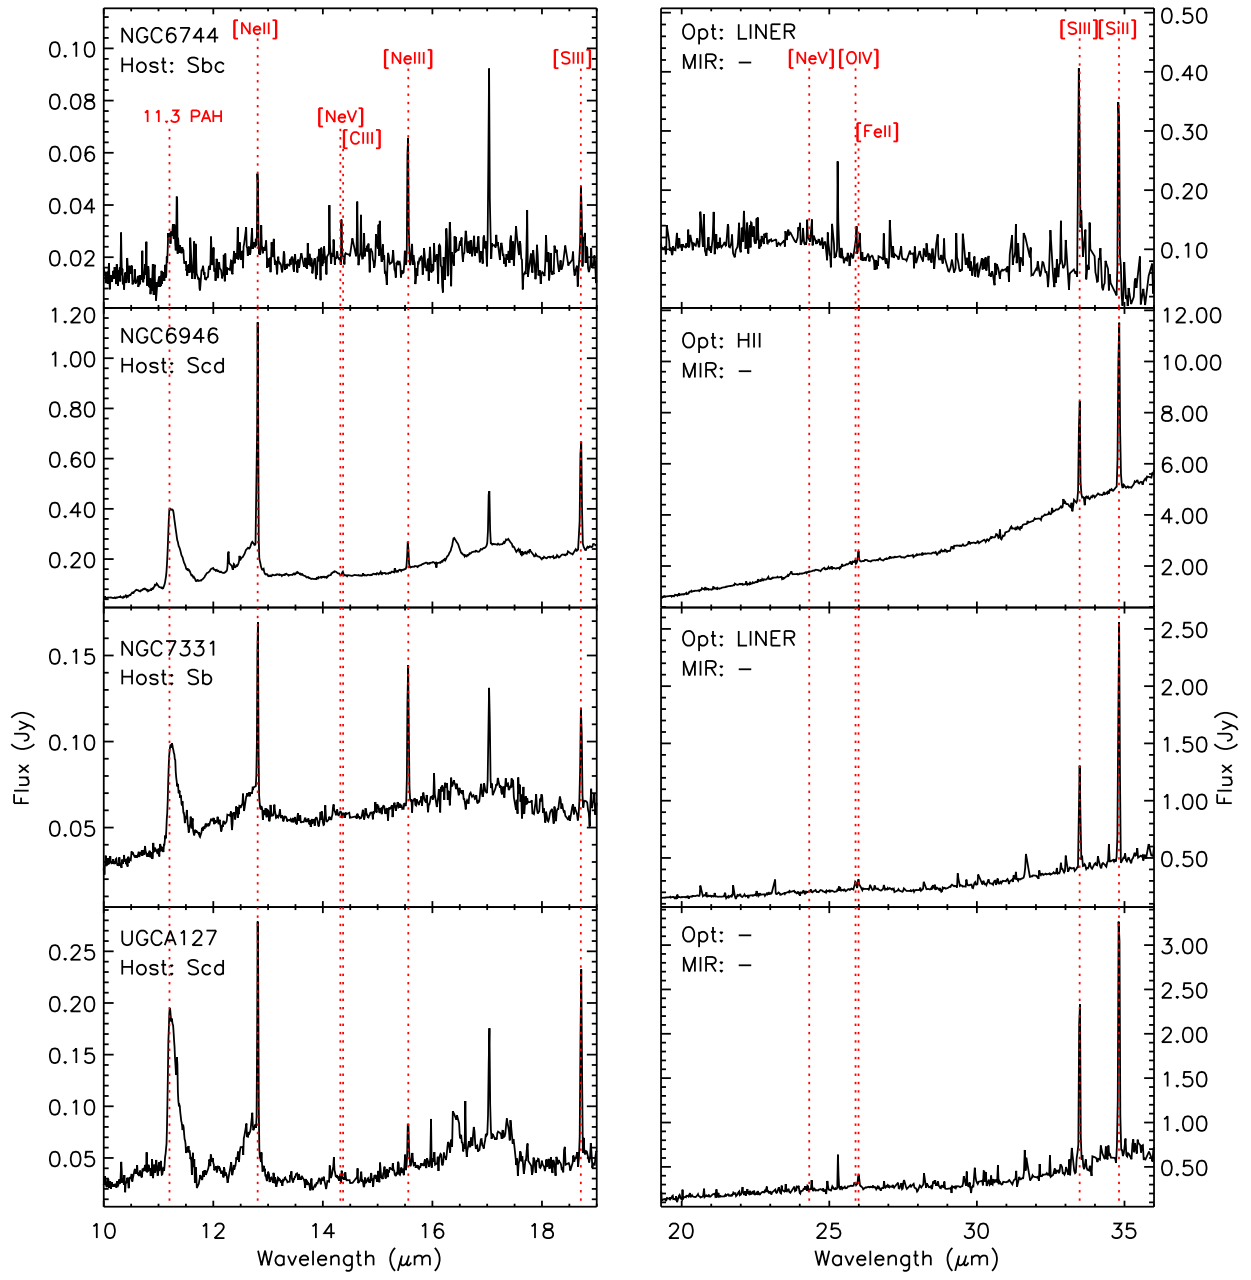 NGC6744
Host: Sbc
[NeII]
[NeIII]
[SIII]
11.3 PAH
[NeV]
[CIII]
0.10
0.08
0.06
0.04
0.02
Opt: LINER
MIR: –
[NeV]
[OIV]
[FeII]
[SIII]
[SiII]
0.50
0.40
0.30
0.20
0.10
NGC6946
Host: Scd
1.20
1.00
0.80
0.60
0.40
0.20
Opt: HII
MIR: –
12.00
10.00
8.00
6.00
4.00
2.00
NGC7331
Host: Sb
0.15
0.10
0.05
Opt: LINER
MIR: –
2.50
2.00
1.50
1.00
0.50
UGCA127
Host: Scd
0.25
0.20
0.15
0.10
0.05
Opt: –
MIR: –
3.00
2.50
2.00
1.50
1.00
0.50
Flux (Jy)
Flux (Jy)
10 12 14 16 18
Wavelength (μm)
20 25 30 35
Wavelength (μm)